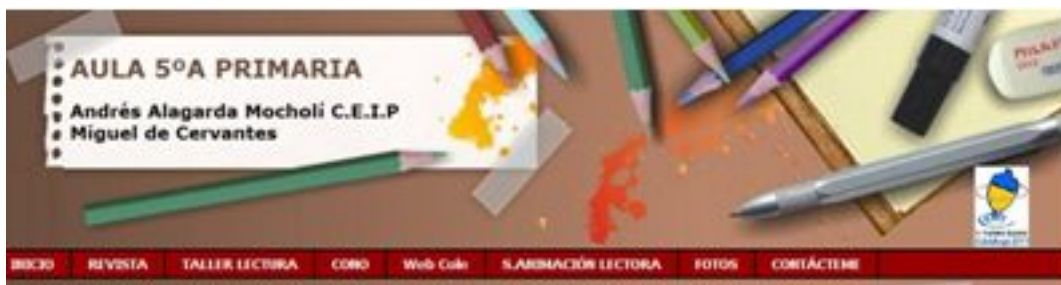 AULA 5ºA PRIMARIA
Andrés Alagarda Mocholí C.E.I.P
Miguel de Cervantes
INICIO REVISTA TALLER LECTURA CONO Web Cole S.ANIMACIÓN LECTORA FOTOS CONTÁCTEME